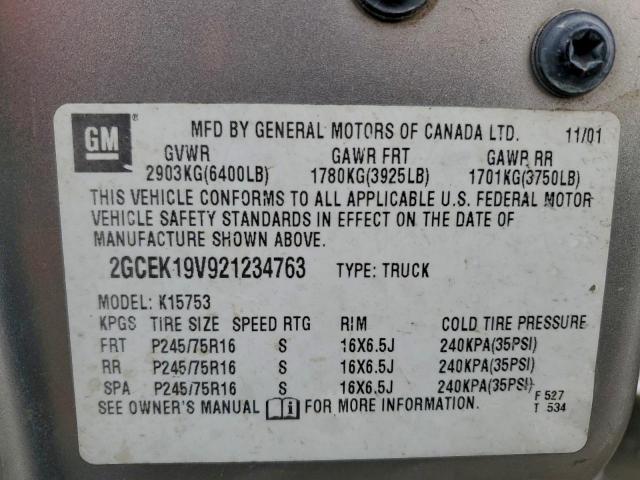 GM ® MFD BY GENERAL MOTORS OF CANADA LTD. 11/01
GVWR GAWR FRT GAWR RR
2903KG(6400LB) 1780KG(3925LB) 1701KG(3750LB)
THIS VEHICLE CONFORMS TO ALL APPLICABLE U.S. FEDERAL MOTOR
VEHICLE SAFETY STANDARDS IN EFFECT ON THE DATE OF
MANUFACTURE SHOWN ABOVE.
2GCEK19V921234763 TYPE: TRUCK
MODEL: K15753
KPGS TIRE SIZE SPEED RTG RIM COLD TIRE PRESSURE
FRT P245/75R16 S 16X6.5J 240KPA(35PSI)
RR P245/75R16 S 16X6.5J 240KPA(35PSI)
SPA P245/75R16 S 16X6.5J 240KPA(35PSI)
SEE OWNER'S MANUAL FOR MORE INFORMATION.
F 527
T 534